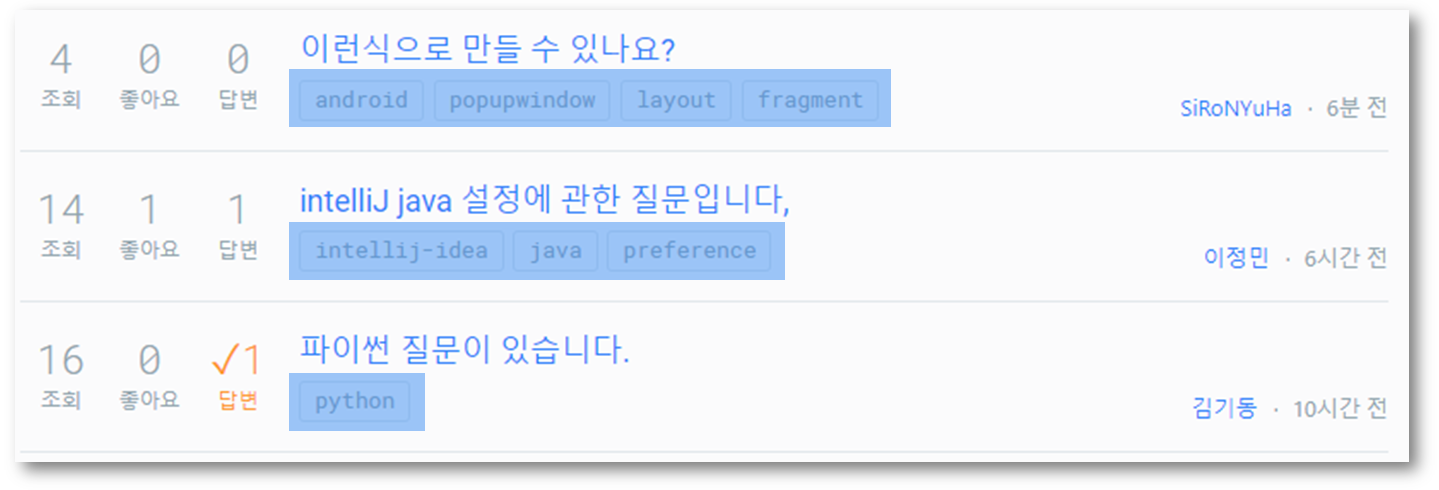 4 0 0 이런식으로 만들 수 있나요?
조회 좋아요 답변 android popupwindow layout fragment
SiRoNYuHa · 6분 전
14 1 1 intelliJ java 설정에 관한 질문입니다,
조회 좋아요 답변 intellij-idea java preference
이정민 · 6시간 전
16 0 ✓1 파이썬 질문이 있습니다.
조회 좋아요 답변 python
김기동 · 10시간 전